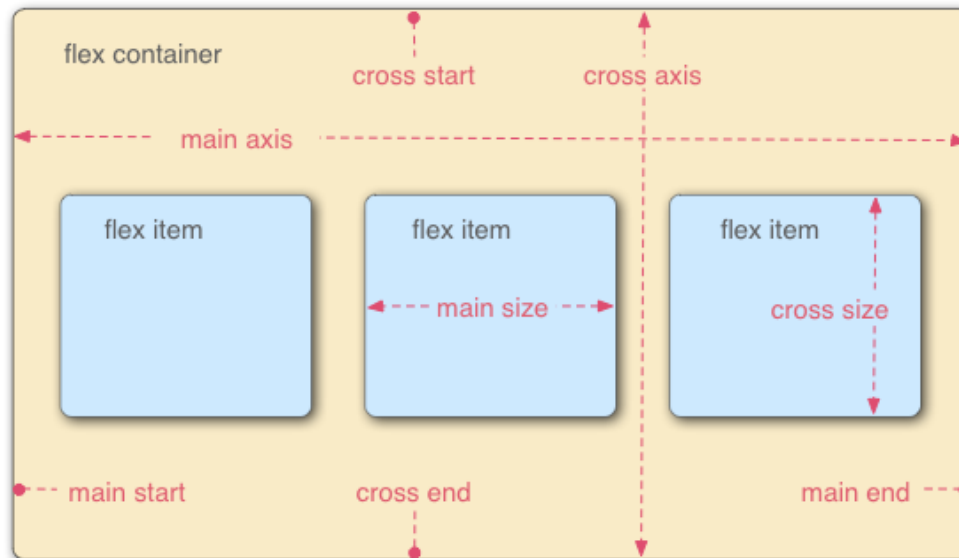 flex container
cross start
cross axis
main axis
flex item
flex item
flex item
main size
cross size
main start
cross end
main end